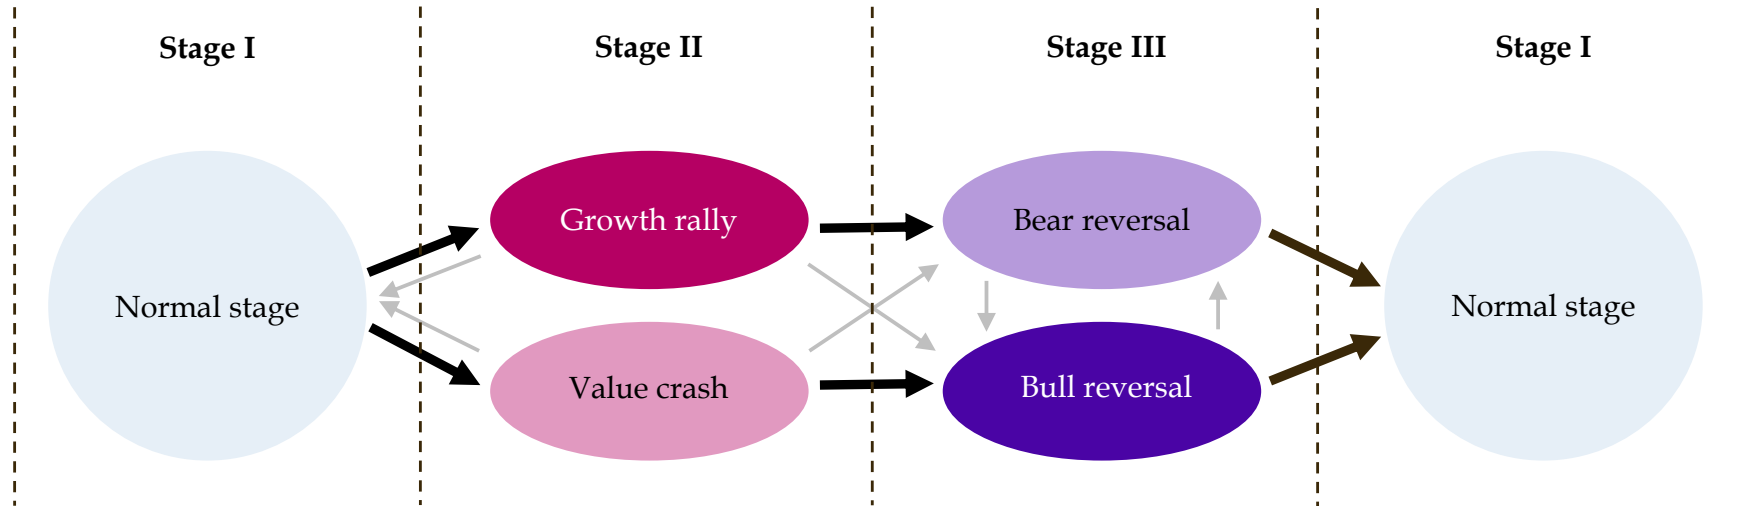 Stage I
Stage II
Stage III
Stage I
Normal stage
Growth rally
Value crash
Bear reversal
Bull reversal
Normal stage